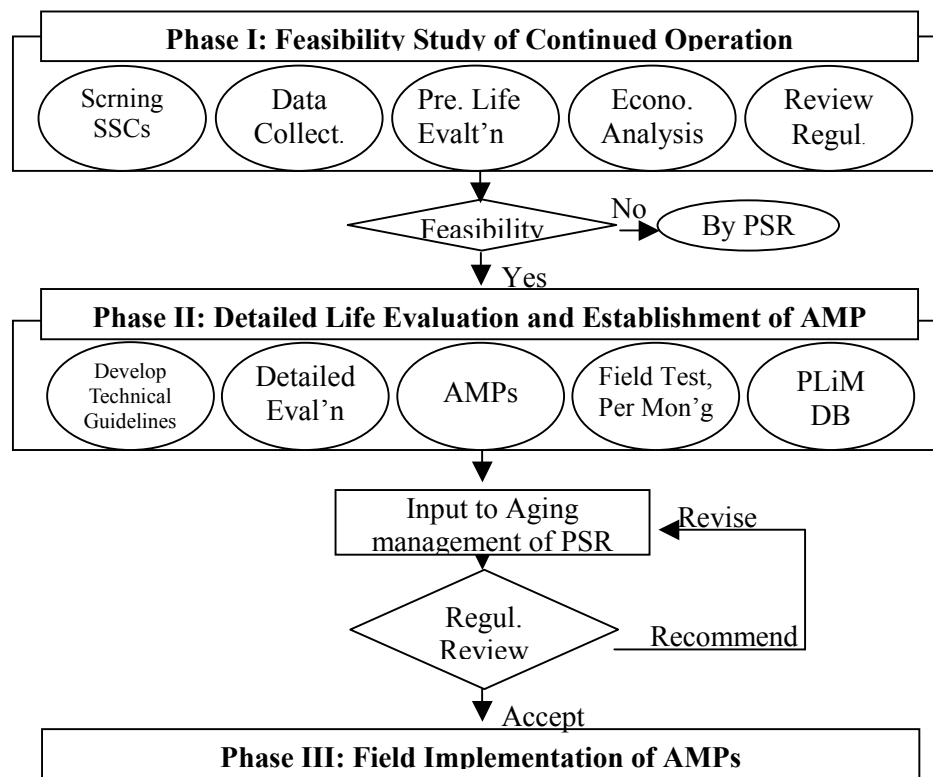 Phase I: Feasibility Study of Continued Operation
Scrning
SSCs
Data
Collect.
Pre. Life
Evalt'n
Econo.
Analysis
Review
Regul.
Feasibility
No
By PSR
Yes
Phase II: Detailed Life Evaluation and Establishment of AMP
Develop
Technical
Guidelines
Detailed
Eval'n
AMPs
Field Test,
Per Mon'g
PLiM
DB
Input to Aging
management of PSR
Revise
Regul.
Review
Recommend
Accept
Phase III: Field Implementation of AMPs